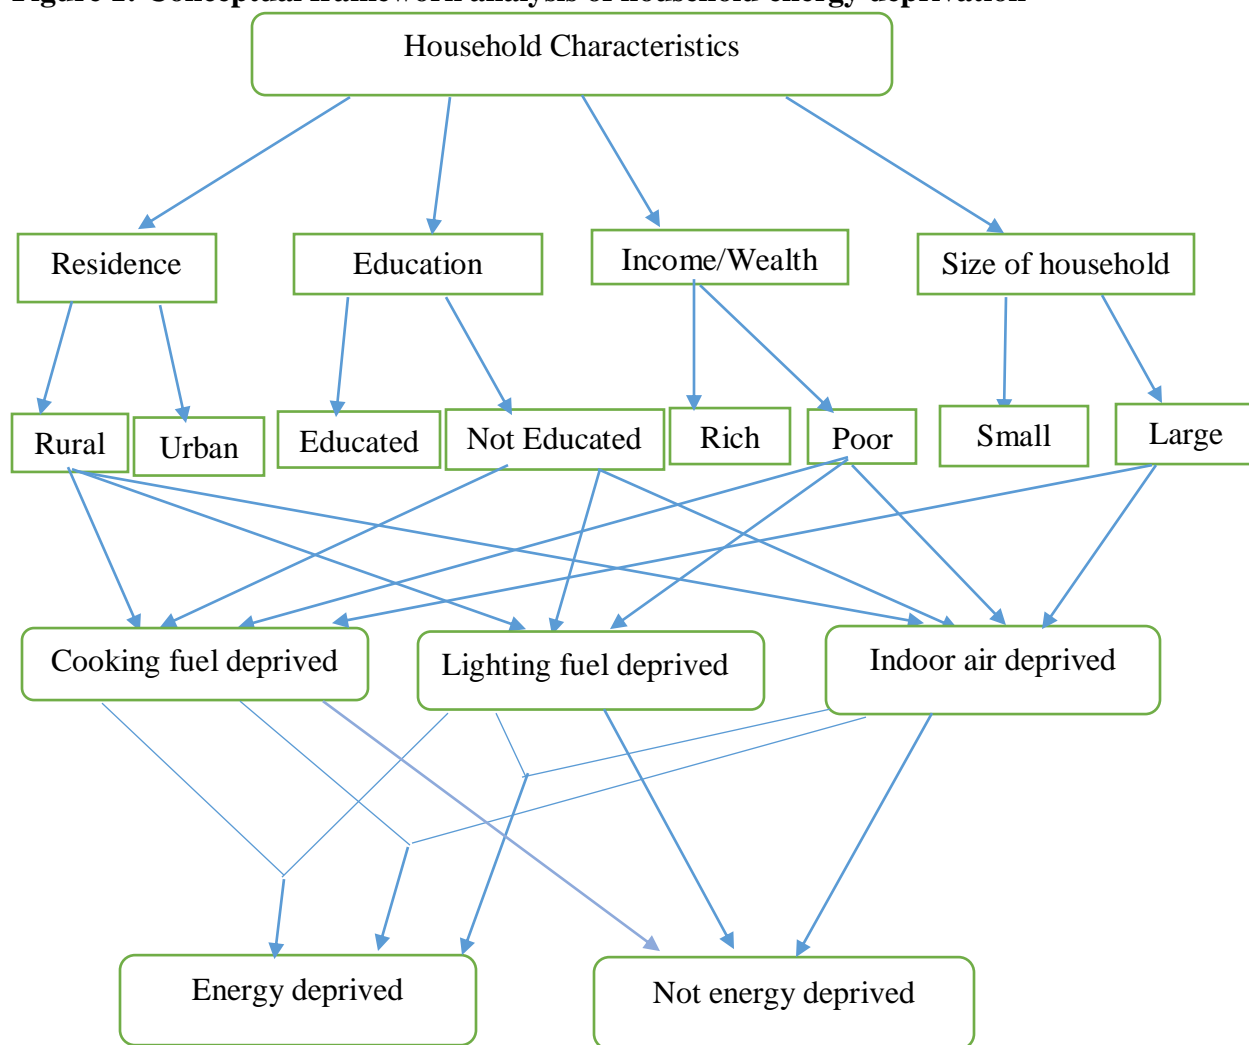 Household Characteristics
Residence
Education
Income/Wealth
Size of household
Rural
Urban
Educated
Not Educated
Rich
Poor
Small
Large
Cooking fuel deprived
Lighting fuel deprived
Indoor air deprived
Energy deprived
Not energy deprived